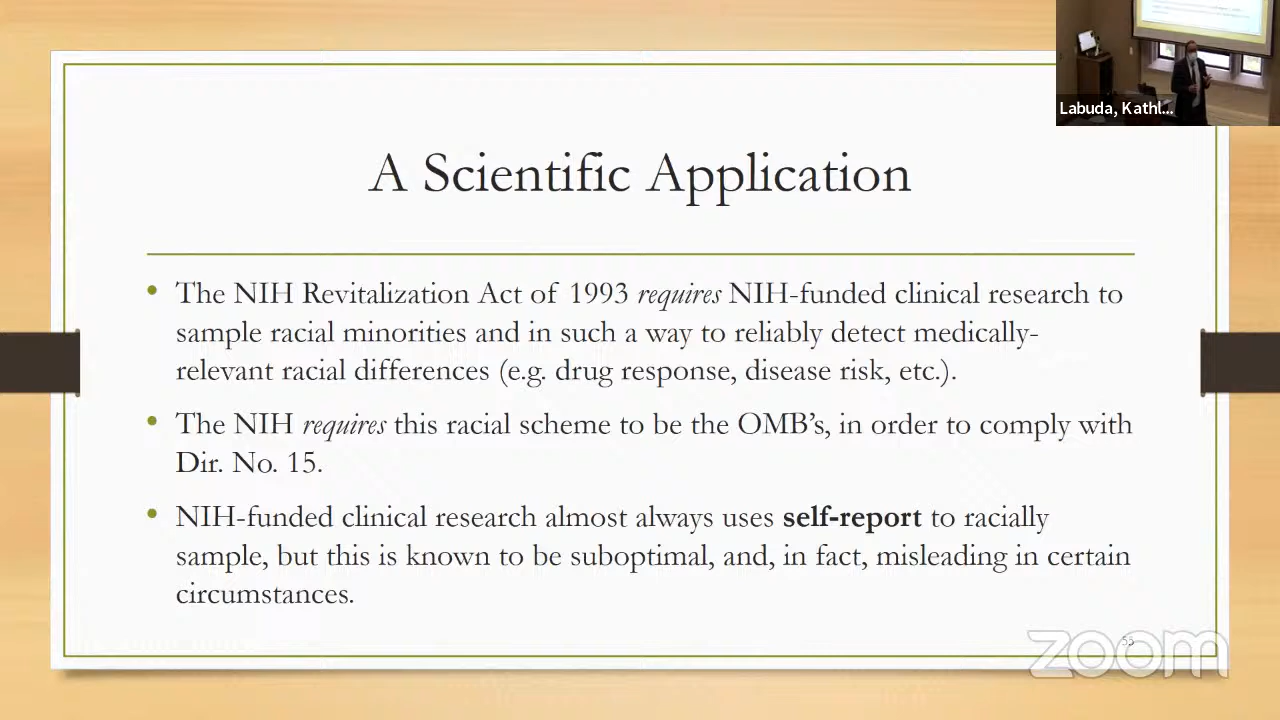 Labuda, Kathl...
A Scientific Application
• The NIH Revitalization Act of 1993 requires NIH-funded clinical research to
sample racial minorities and in such a way to reliably detect medically-
relevant racial differences (e.g. drug response, disease risk, etc.).
• The NIH requires this racial scheme to be the OMB's, in order to comply with
Dir. No. 15.
• NIH-funded clinical research almost always uses self-report to racially
sample, but this is known to be suboptimal, and, in fact, misleading in certain
circumstances.
53
zoom